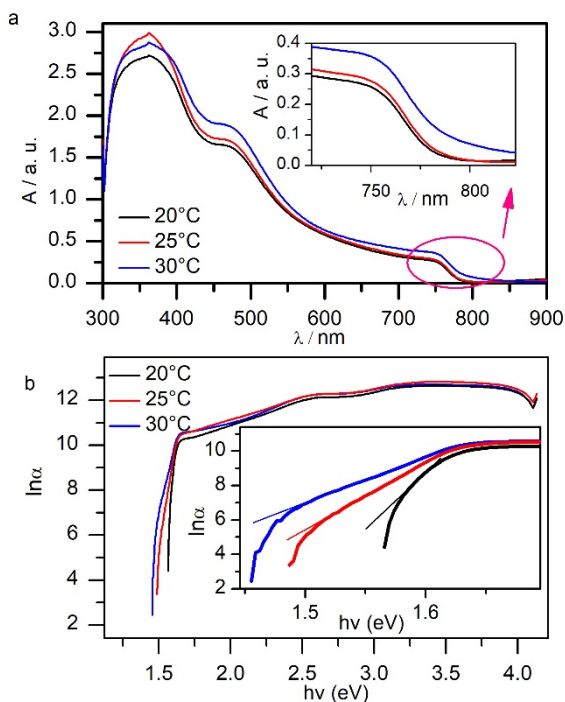 a
3.0
2.5
2.0
1.5
1.0
0.5
0.0
A / a. u.
20°C
25°C
30°C
300 400 500 600 700 800 900
λ / nm
0.4
0.3
0.2
0.1
0.0
A / a. u.
750 800
λ / nm
b
12
10
8
6
4
2
lnα
20°C
25°C
30°C
1.5 2.0 2.5 3.0 3.5 4.0
hv (eV)
10
8
6
4
2
lnα
1.5 1.6
hv (eV)